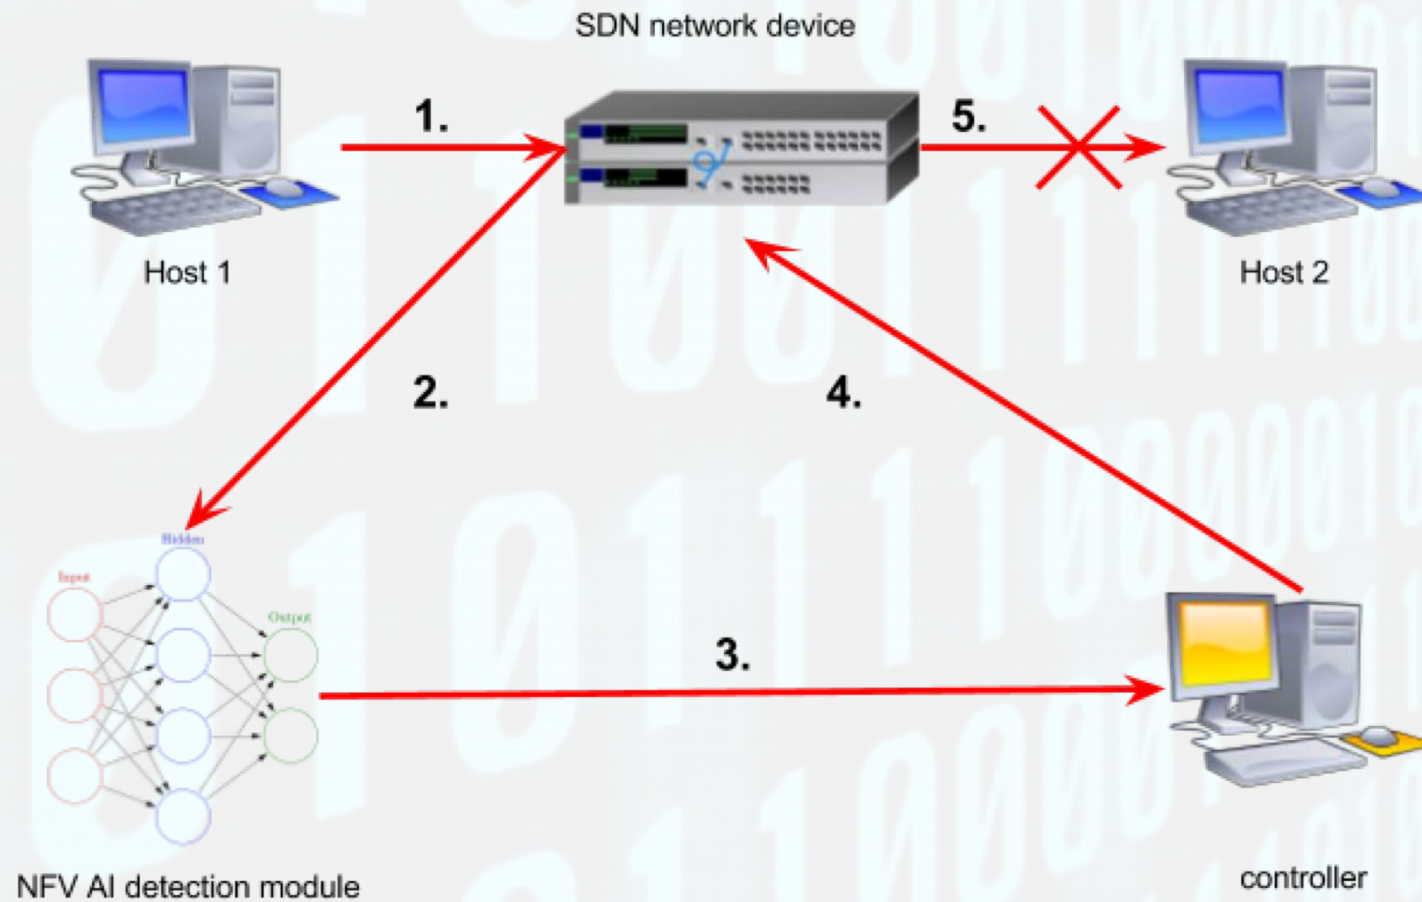 SDN network device
1.
5.
Host 1
Host 2
2.
4.
Hidden
Input
Output
3.
NFV AI detection module
controller